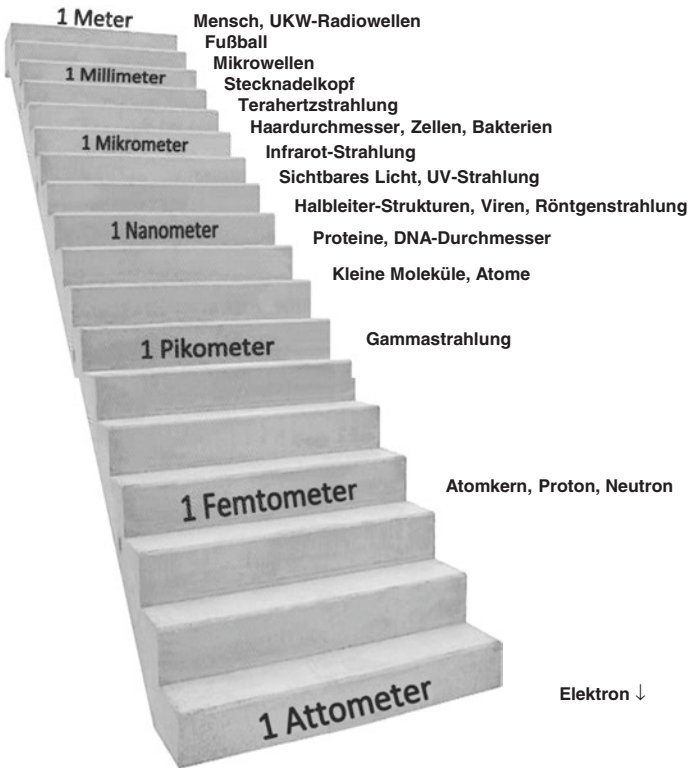 1 Meter Mensch, UKW-Radiowellen
Fußball
Mikrowellen
1 Millimeter Stecknadelkopf
Terahertzstrahlung
Haardurchmesser, Zellen, Bakterien
1 Mikrometer Infrarot-Strahlung
Sichtbares Licht, UV-Strahlung
Halbleiter-Strukturen, Viren, Röntgenstrahlung
1 Nanometer Proteine, DNA-Durchmesser
Kleine Moleküle, Atome
1 Pikometer Gammastrahlung
1 Femtometer Atomkern, Proton, Neutron
1 Attometer Elektron ↓